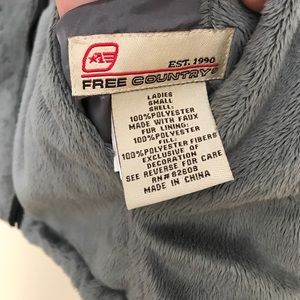 EST. 1990
FREE COUNTRY®
LADIES
SMALL
SHELL:
100%POLYESTER
MADE WITH FAUX
FUR LINING:
100%POLYESTER
FILL:
100%POLYESTER FIBERS
EXCLUSIVE OF
DECORATION
SEE REVERSE FOR CARE
RN#82608
MADE IN CHINA